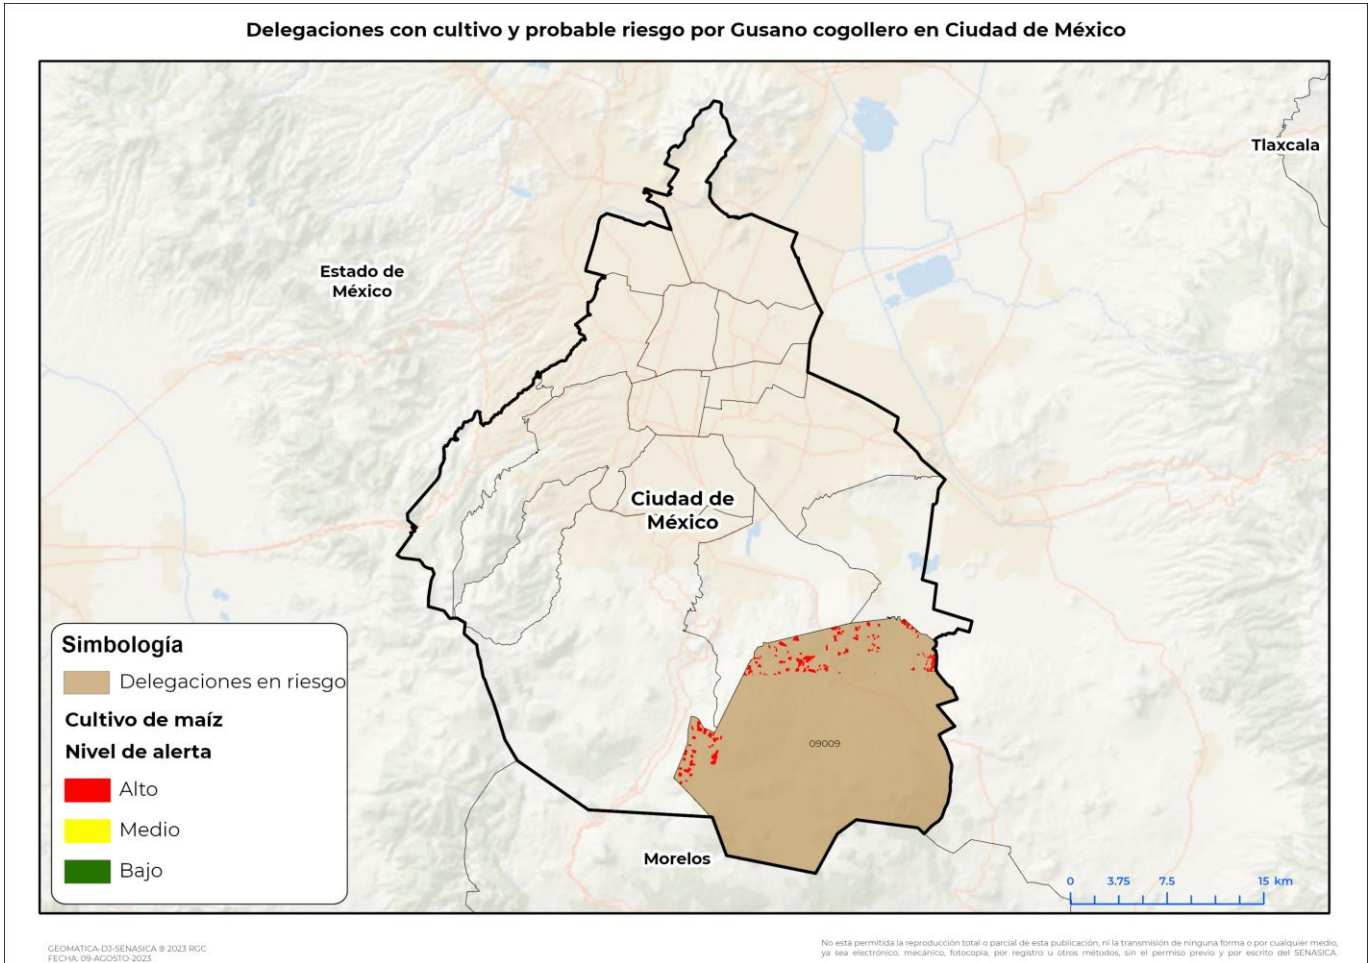 Delegaciones con cultivo y probable riesgo por Gusano cogollero en Ciudad de México
Tlaxcala
Estado de
México
Ciudad de
México
09009
Morelos
Simbología
Delegaciones en riesgo
Cultivo de maíz
Nivel de alerta
Alto
Medio
Bajo
0 3.75 7.5 15 km
GEOMATICA-DJ-SENASICA ® 2023 RGC
FECHA: 09-AGOSTO-2023
No está permitida la reproducción total o parcial de esta publicación, ni la transmisión de ninguna forma o por cualquier medio,
ya sea electrónico, mecánico, fotocopia, por registro u otros métodos, sin el permiso previo y por escrito del SENASICA.